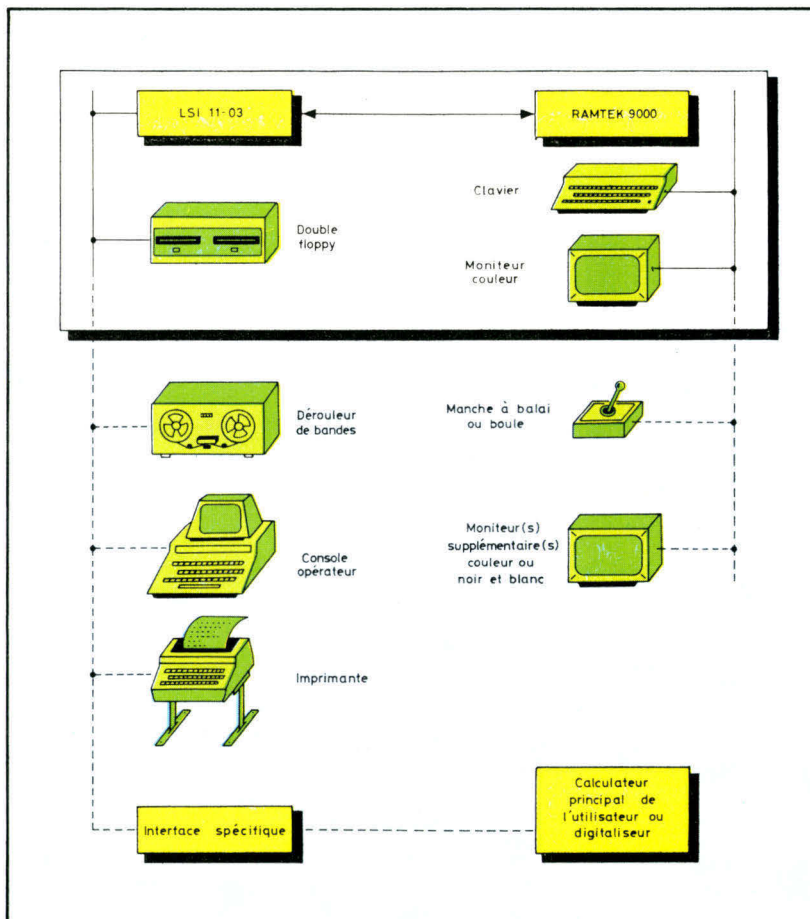 LSI 11-03
RAMTEK 9000
Clavier
Double
floppy
Moniteur
couleur
Dérouleur
de bandes
Manche à balai
ou boule
Console
opérateur
Moniteur(s)
supplémentaire(s)
couleur ou
noir et blanc
Imprimante
Interface spécifique
Calculateur
principal de
l'utilisateur ou
digitaliseur